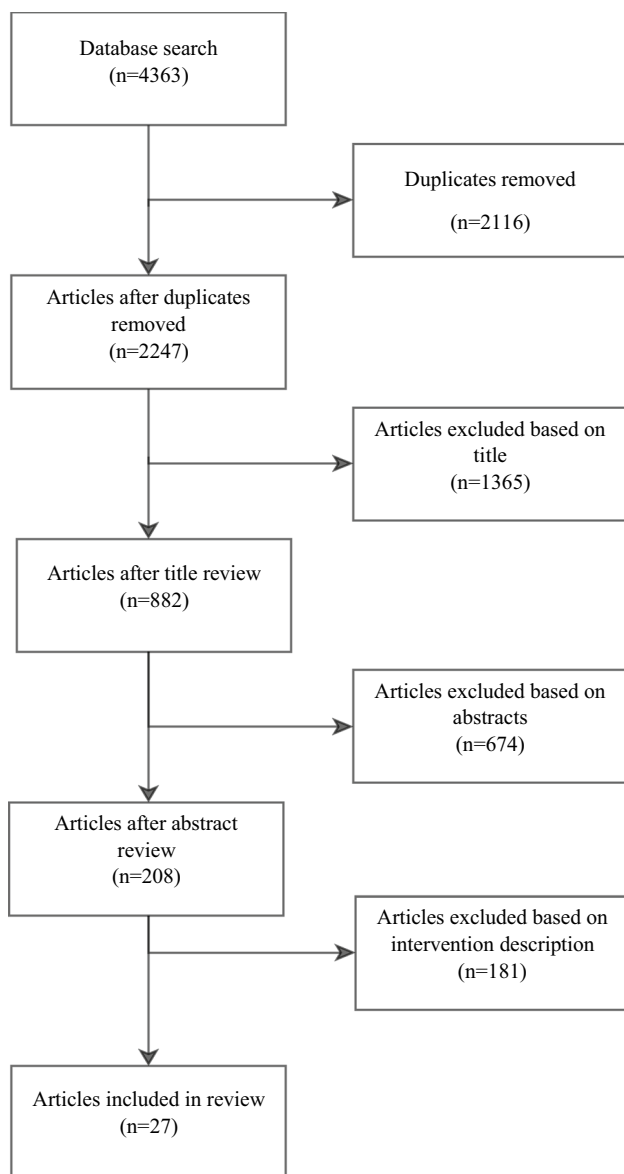 Database search
(n=4363)
Duplicates removed
(n=2116)
Articles after duplicates
removed
(n=2247)
Articles excluded based on
title
(n=1365)
Articles after title review
(n=882)
Articles excluded based on
abstracts
(n=674)
Articles after abstract
review
(n=208)
Articles excluded based on
intervention description
(n=181)
Articles included in review
(n=27)